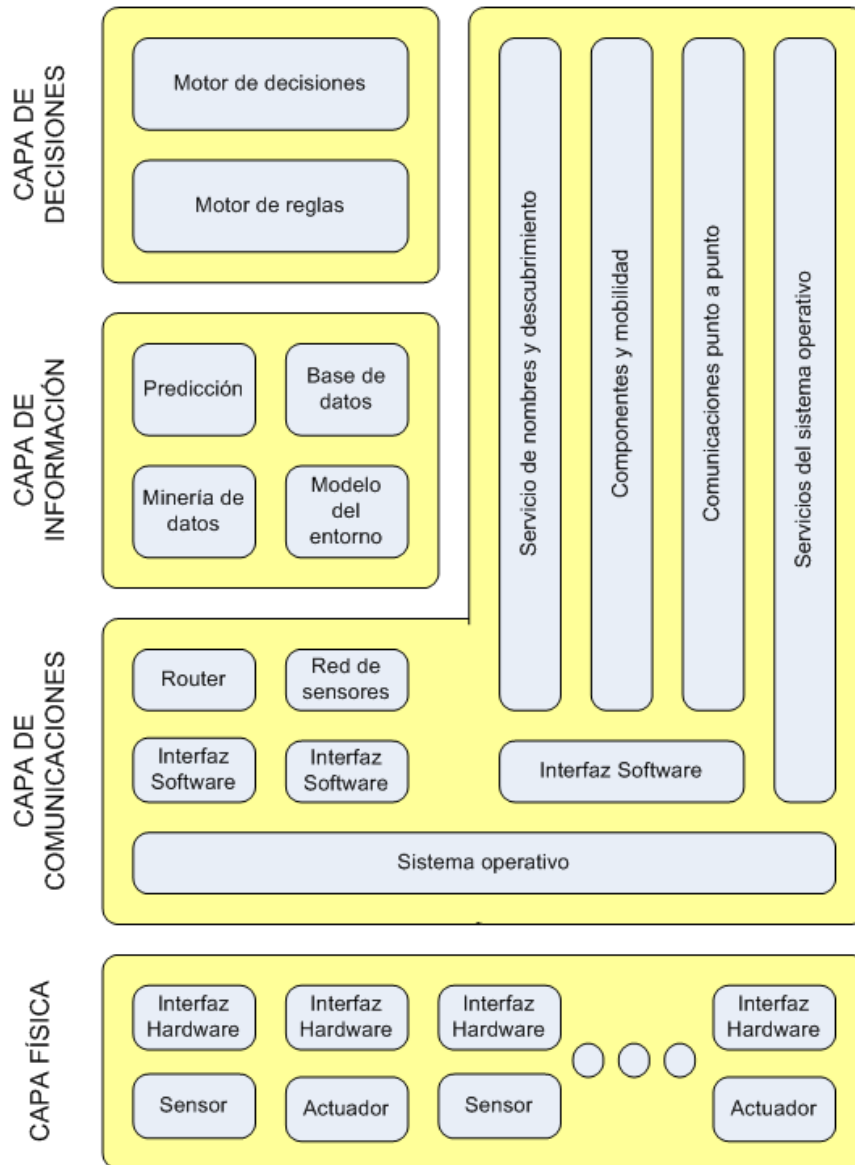 CAPA DE
DECISIONES
Motor de decisiones
Motor de reglas
CAPA DE
INFORMACIÓN
Predicción
Base de
datos
Minería de
datos
Modelo
del
entorno
Servicio de nombres y descubrimiento
Componentes y mobilidad
Comunicaciones punto a punto
Servicios del sistema operativo
CAPA DE
COMUNICACIONES
Router
Red de
sensores
Interfaz
Software
Interfaz
Software
Interfaz Software
Sistema operativo
CAPA FÍSICA
Interfaz
Hardware
Interfaz
Hardware
Interfaz
Hardware
Interfaz
Hardware
Sensor
Actuador
Sensor
Actuador